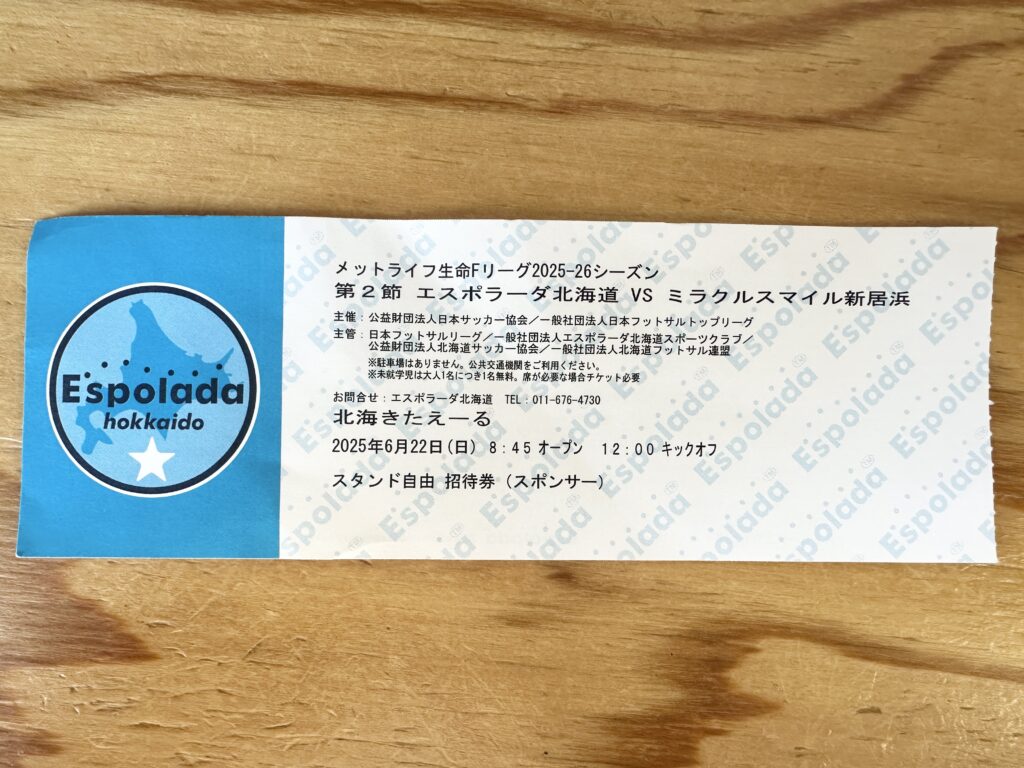 Espolada
hokkaido
メットライフ生命Fリーグ2025-26シーズン
第2節 エスポラーダ北海道 VS ミラクルスマイル新居浜
主催：公益財団法人日本サッカー協会／一般社団法人日本フットサルトップリーグ
主管：日本フットサルリーグ／一般社団法人エスポラーダ北海道スポーツクラブ／
公益財団法人北海道サッカー協会／一般社団法人北海道フットサル連盟
※駐車場はありません。公共交通機関をご利用ください。
※未就学児は大人1名につき1名無料。席が必要な場合チケット必要
お問合せ：エスポラーダ北海道 TEL：011-676-4730
北海きたえーる
2025年6月22日(日) 8：45 オープン 12：00 キックオフ
スタンド自由 招待券（スポンサー）